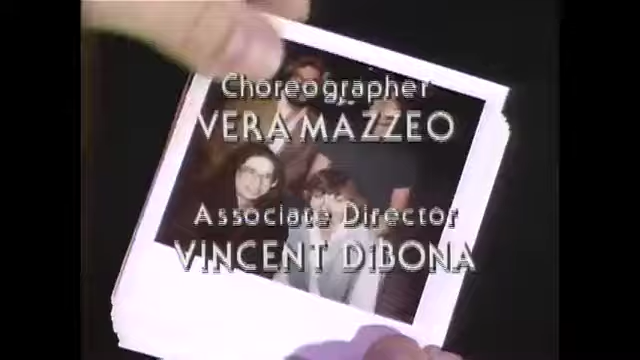 Choreographer
VERA MAZZEO
Associate Director
VINCENT DiBONA